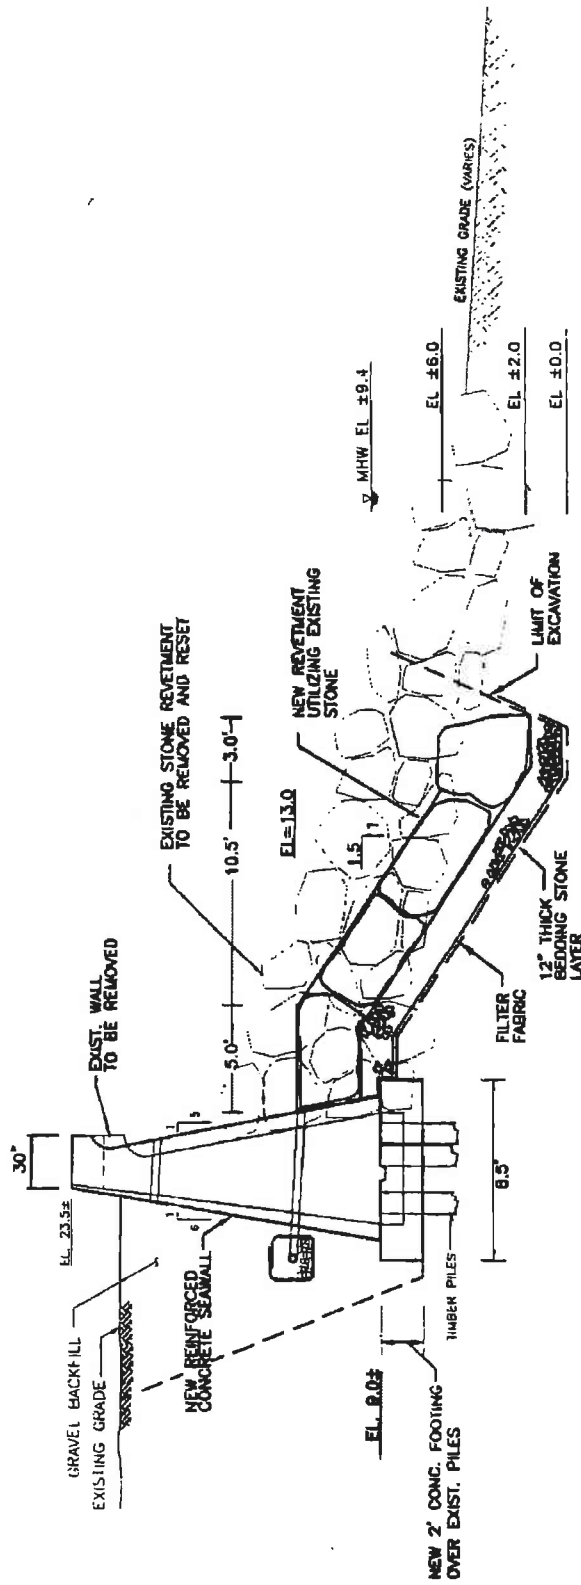 30"
EL. 23.5±
GRAVEL BACKFILL
EXISTING GRADE
NEW REINFORCED
CONCRETE SEAWALL
EXIST. WALL
TO BE REMOVED
1
5
1
6
EXISTING STONE REVETMENT
TO BE REMOVED AND RESET
5.0'
10.5'
3.0'
EL=13.0
1.5
1
NEW REVETMENT
UTILIZING EXISTING
STONE
MHW EL ±9.4
EL ±6.0
EL ±2.0
EL ±0.0
EXISTING GRADE (VARIES)
LIMIT OF
EXCAVATION
12" THICK
BEDDING STONE
LAYER
FILTER
FABRIC
8.5'
TIMBER PILES
EL. 9.0±
NEW 2' CONC. FOOTING
OVER EXIST. PILES